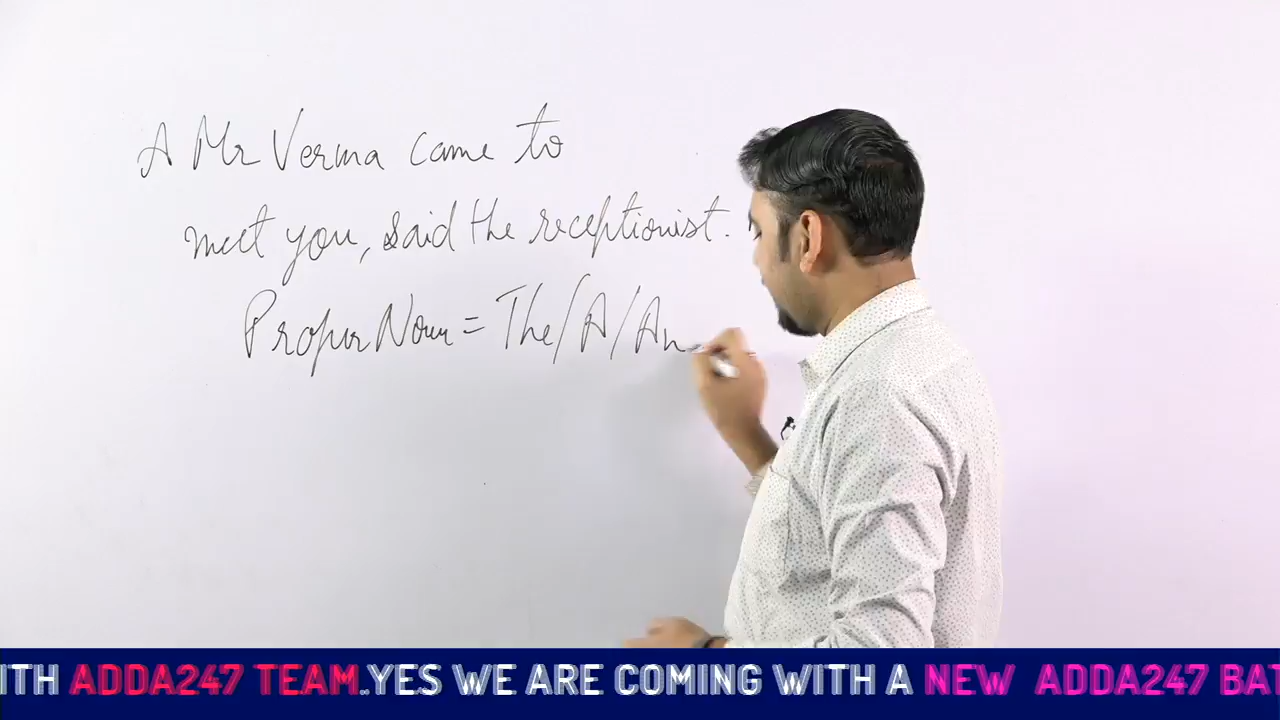 A Mr Verma came to
meet you, said the receptionist.
Proper Noun = The/A/An
ITH ADDA247 TEAM..YES WE ARE COMING WITH A NEW ADDA247 BAT